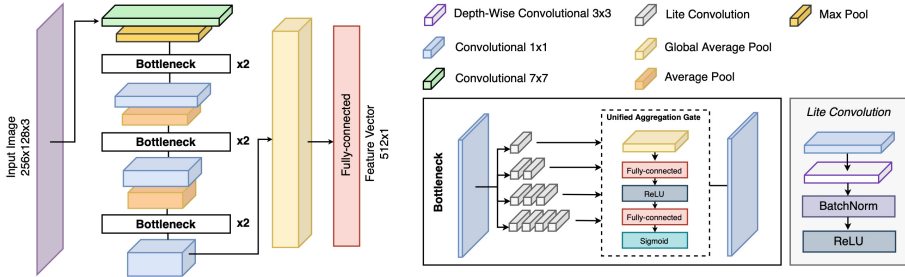 Input Image
256x128x3
Bottleneck
x2
Bottleneck
x2
Bottleneck
x2
Fully-connected
Feature Vector
512x1
Depth-Wise Convolutional 3x3
Lite Convolution
Max Pool
Convolutional 1x1
Global Average Pool
Convolutional 7x7
Average Pool
Bottleneck
Unified Aggregation Gate
Fully-connected
ReLU
Fully-connected
Sigmoid
Lite Convolution
BatchNorm
ReLU